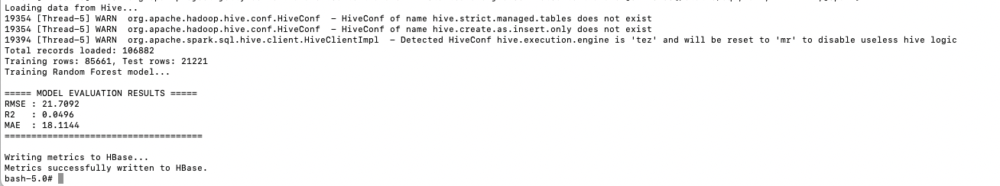 Loading data from Hive...
19354 [Thread-5] WARN  org.apache.hadoop.hive.conf.HiveConf  - HiveConf of name hive.strict.managed.tables does not exist
19354 [Thread-5] WARN  org.apache.hadoop.hive.conf.HiveConf  - HiveConf of name hive.create.as.insert.only does not exist
19394 [Thread-5] WARN  org.apache.spark.sql.hive.client.HiveClientImpl  - Detected HiveConf hive.execution.engine is 'tez' and will be reset to 'mr' to disable useless hive logic
Total records loaded: 106882
Training rows: 85661, Test rows: 21221
Training Random Forest model...
===== MODEL EVALUATION RESULTS =====
RMSE : 21.7092
R2   : 0.0496
MAE  : 18.1144
=====================================
Writing metrics to HBase...
Metrics successfully written to HBase.
bash-5.0#